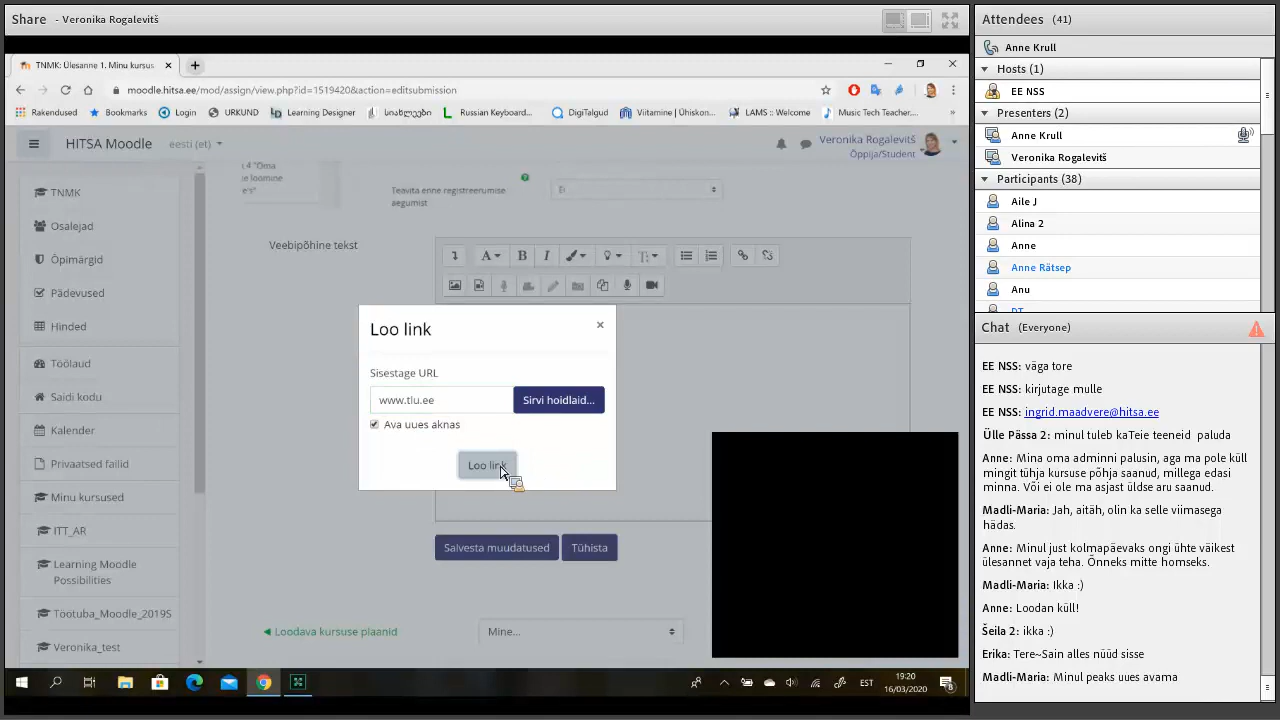 Share - Veronika Rogalevitš
TNMK: Ülesanne 1. Minu kursus
moodle.hitsa.ee/mod/assign/view.php?id=1519420&action=editsubmission
Rakendused
Bookmarks
Login
URKUND
სიახლეები
Russian Keyboard...
DigiTalgud
Viitamine | Ühiskon...
LAMS :: Welcome
Music Tech Teacher,...
HITSA Moodle
eesti (et)
Veronika Rogalevitš
Õppija/Student
TNMK
Osalejad
Õpimärgid
Pädevused
Hinded
Töölaud
Saidi kodu
Kalender
Privaatsed failid
Minu kursused
ITT_AR
Learning Moodle
Possibilities
Töötuba_Moodle_2019S
Veronika_test
.4 "Oma
e loomine
Teavita enne registreerumise
aegumist
Veebipõhine tekst
Loo link
×
Sisestage URL
www.tlu.ee
Sirvi hoidlaid...
Ava uues aknas
Loo link
Salvesta muudatused
Tühista
Loodava kursuse plaanid
Mine...
EST
19:20
16/03/2020
8
Attendees (41)
Anne Krull
Hosts (1)
EE NSS
Presenters (2)
Anne Krull
Veronika Rogalevitš
Participants (38)
Aile J
Alina 2
Anne
Anne Rätsep
Anu
Chat (Everyone)
EE NSS: väga tore
EE NSS: kirjutage mulle
EE NSS: ingrid.maadvere@hitsa.ee
Ülle Pässa 2: minul tuleb kaTeie teeneid paluda
Anne: Mina oma adminni palusin, aga ma pole küll
mingit tühja kursuse põhja saanud, millega edasi
minna. Või ei ole ma asjast üldse aru saanud.
Madli-Maria: Jah, aitäh, olin ka selle viimasega
hädas.
Anne: Minul just kolmapäevaks ongi ühte väikest
ülesannet vaja teha. Õnneks mitte homseks.
Madli-Maria: Ikka :)
Anne: Loodan küll!
Šeila 2: ikka :)
Erika: Tere~Sain alles nüüd sisse
Madli-Maria: Minul peaks uues avama